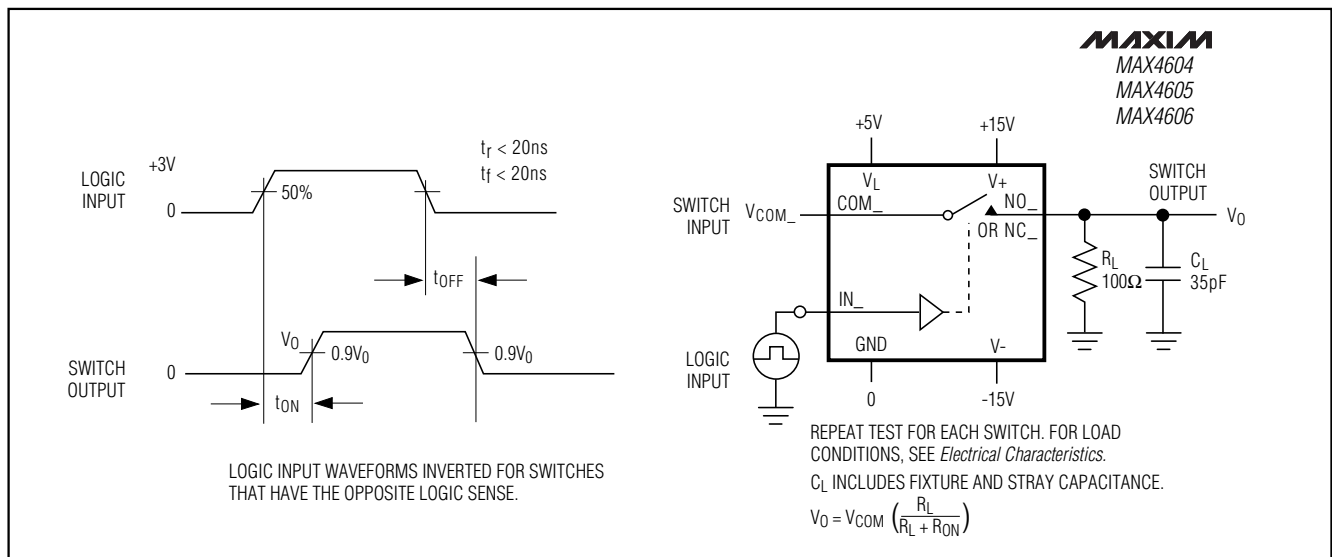 MAXIM
MAX4604
MAX4605
MAX4606
LOGIC
INPUT
+3V
0
50%
tr < 20ns
tf < 20ns
tOFF
SWITCH
OUTPUT
VO
0
0.9V0
0.9V0
tON
LOGIC INPUT WAVEFORMS INVERTED FOR SWITCHES
THAT HAVE THE OPPOSITE LOGIC SENSE.
+5V
+15V
VL
V+
SWITCH
INPUT
VCOM_
COM_
NO_
OR NC_
SWITCH
OUTPUT
VO
RL
100Ω
CL
35pF
IN_
LOGIC
INPUT
GND
V-
0
-15V
REPEAT TEST FOR EACH SWITCH. FOR LOAD
CONDITIONS, SEE Electrical Characteristics.
CL INCLUDES FIXTURE AND STRAY CAPACITANCE.
VO = VCOM (RL / RL + RON)